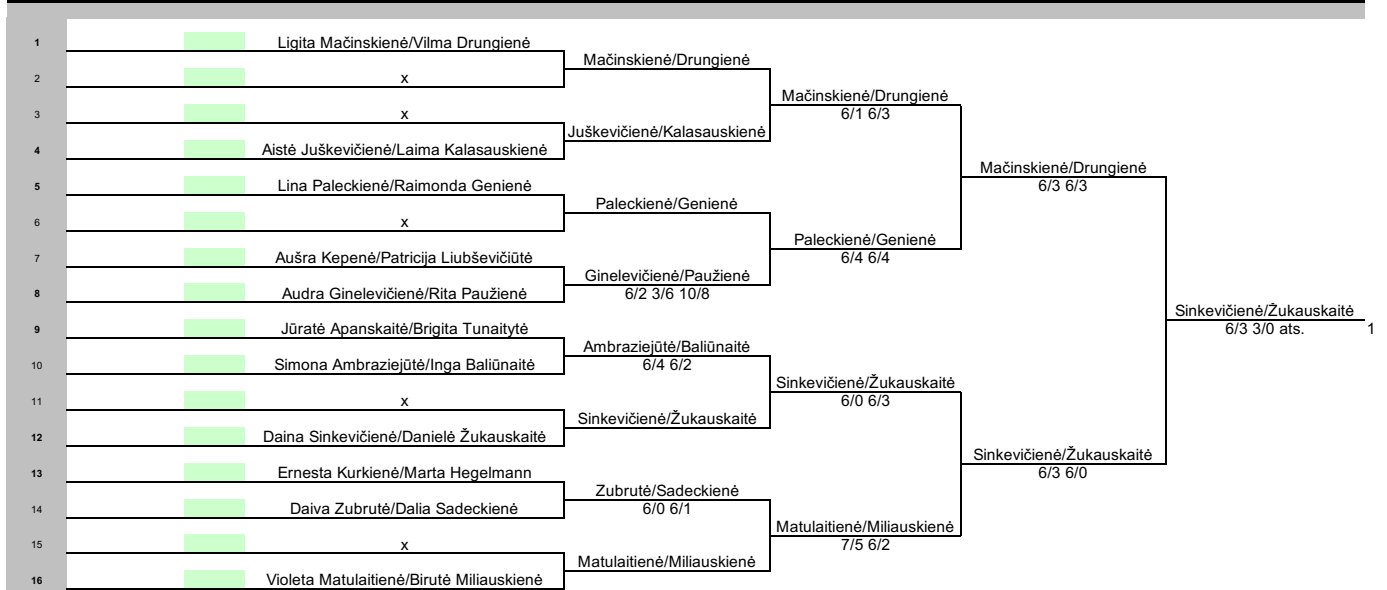 1 Ligita Mačinskienė/Vilma Drungienė
Mačinskienė/Drungienė
2 x
Mačinskienė/Drungienė
6/1 6/3
3 x
Juškevičienė/Kalasauskienė
4 Aistė Juškevičienė/Laima Kalasauskienė
Mačinskienė/Drungienė
6/3 6/3
5 Lina Paleckienė/Raimonda Genienė
Paleckienė/Genienė
6 x
Paleckienė/Genienė
6/4 6/4
7 Aušra Kepenė/Patricija Liubševičiūtė
Ginelevičienė/Paužienė
6/2 3/6 10/8
8 Audra Ginelevičienė/Rita Paužienė
Sinkevičienė/Žukauskaitė
6/3 3/0 ats. 1
9 Jūratė Apanskaitė/Brigita Tunaitytė
Ambraziejūtė/Baliūnaitė
6/4 6/2
10 Simona Ambraziejūtė/Inga Baliūnaitė
Sinkevičienė/Žukauskaitė
6/0 6/3
11 x
Sinkevičienė/Žukauskaitė
12 Daina Sinkevičienė/Danielė Žukauskaitė
Sinkevičienė/Žukauskaitė
6/3 6/0
13 Ernesta Kurkienė/Marta Hegelmann
Zubrutė/Sadeckienė
6/0 6/1
14 Daiva Zubrutė/Dalia Sadeckienė
Matulaitienė/Miliauskienė
7/5 6/2
15 x
Matulaitienė/Miliauskienė
16 Violeta Matulaitienė/Birutė Miliauskienė